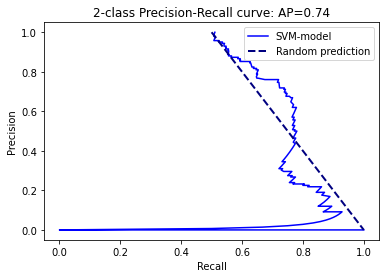 2-class Precision-Recall curve: AP=0.74
SVM-model
Random prediction
Precision
1.0
0.8
0.6
0.4
0.2
0.0
0.0 0.2 0.4 0.6 0.8 1.0
Recall